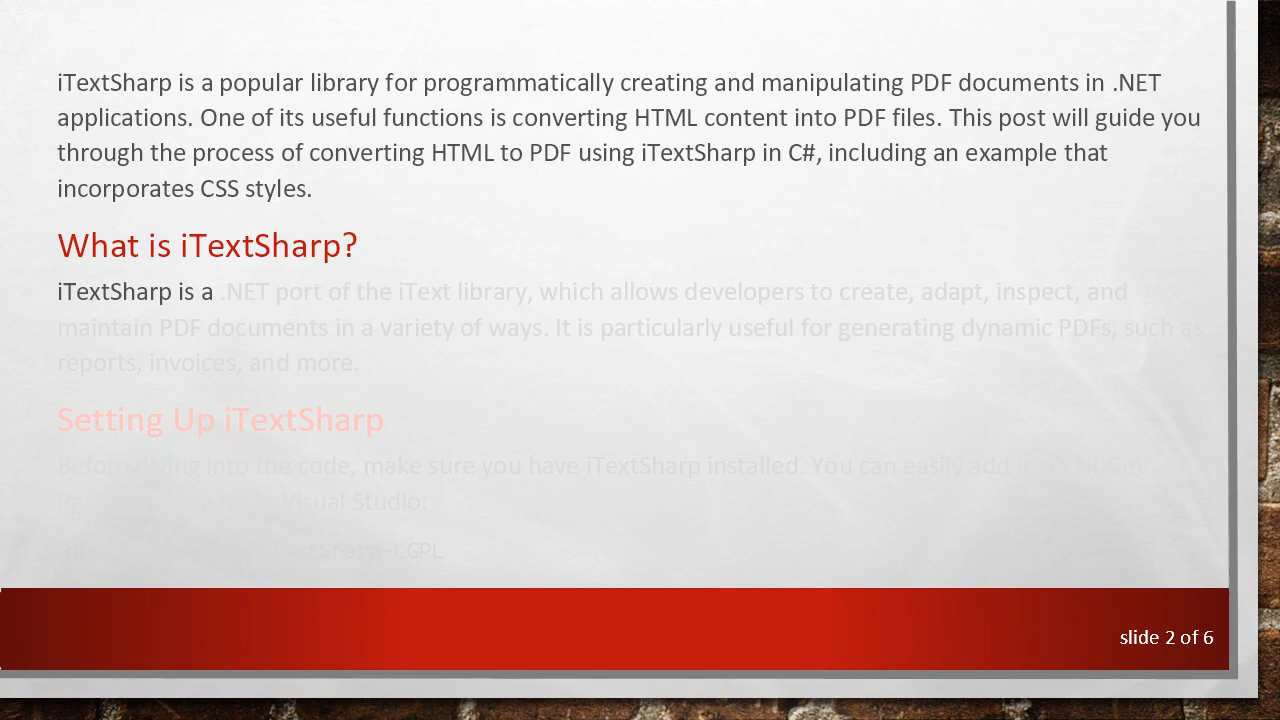 iTextSharp is a popular library for programmatically creating and manipulating PDF documents in .NET
applications. One of its useful functions is converting HTML content into PDF files. This post will guide you
through the process of converting HTML to PDF using iTextSharp in C#, including an example that
incorporates CSS styles.
What is iTextSharp?
iTextSharp is a .NET port of the iText library, which allows developers to create, adapt, inspect, and
maintain PDF documents in a variety of ways. It is particularly useful for generating dynamic PDFs, such as
reports, invoices, and more.
Setting Up iTextSharp
Before diving into the code, make sure you have iTextSharp installed. You can easily add it
Visual Studio:
slide 2 of 6